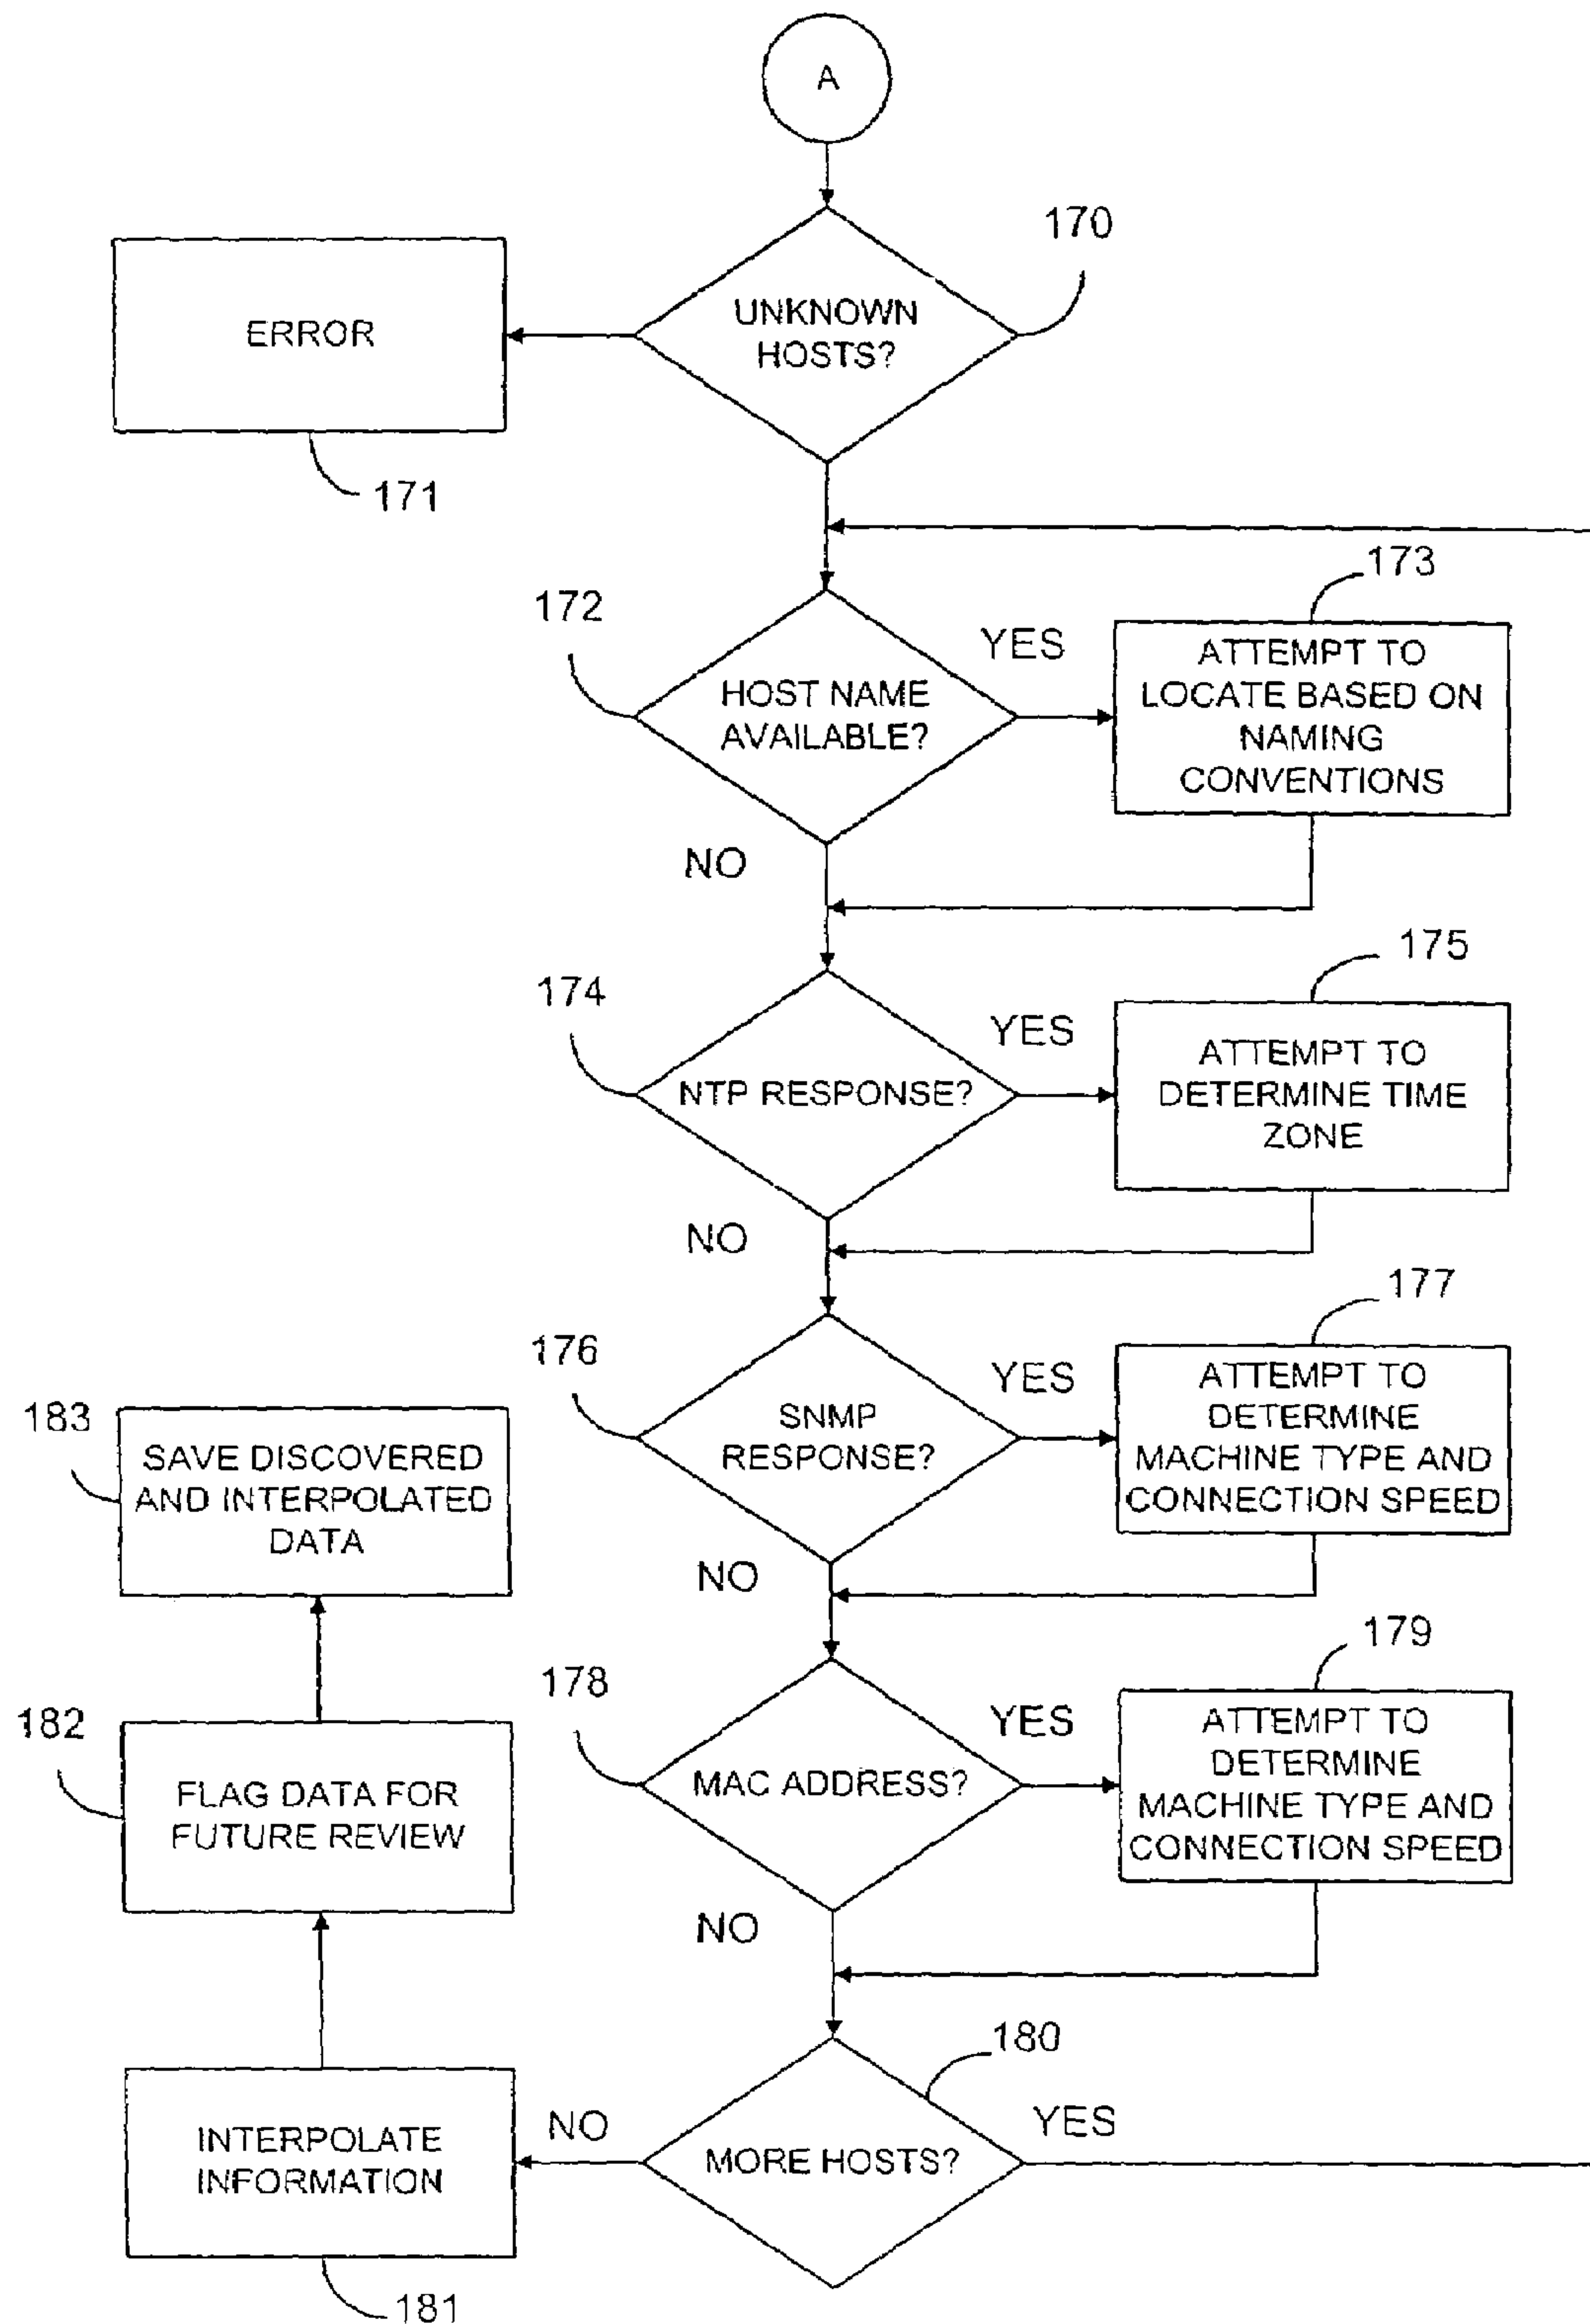 A
170
UNKNOWN
HOSTS?
ERROR
171
172
HOST NAME
AVAILABLE?
YES
173
ATTEMPT TO
LOCATE BASED ON
NAMING
CONVENTIONS
NO
174
NTP RESPONSE?
YES
175
ATTEMPT TO
DETERMINE TIME
ZONE
NO
176
SNMP
RESPONSE?
YES
177
ATTEMPT TO
DETERMINE
MACHINE TYPE AND
CONNECTION SPEED
NO
178
MAC ADDRESS?
YES
179
ATTEMPT TO
DETERMINE
MACHINE TYPE AND
CONNECTION SPEED
NO
180
MORE HOSTS?
YES
NO
INTERPOLATE
INFORMATION
181
182
FLAG DATA FOR
FUTURE REVIEW
183
SAVE DISCOVERED
AND INTERPOLATED
DATA